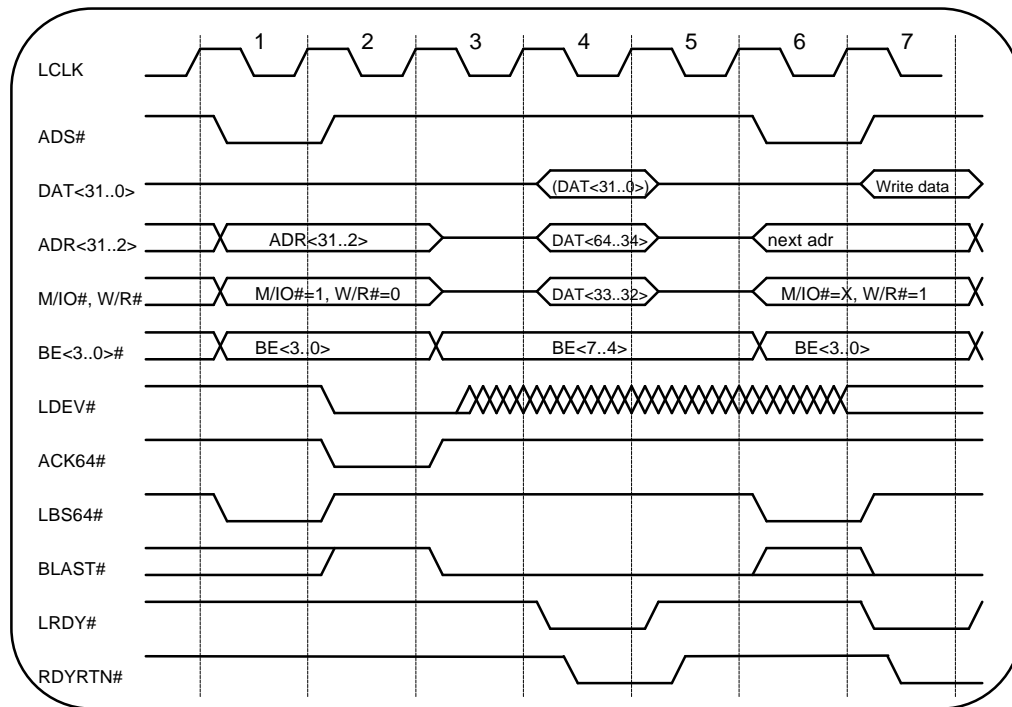 1 2 3 4 5 6 7
LCLK
ADS#
DAT<31..0> (DAT<31..0>) Write data
ADR<31..2> ADR<31..2> DAT<64..34> next adr
M/IO#, W/R# M/IO#=1, W/R#=0 DAT<33..32> M/IO#=X, W/R#=1
BE<3..0># BE<3..0> BE<7..4> BE<3..0>
LDEV#
ACK64#
LBS64#
BLAST#
LRDY#
RDYRTN#